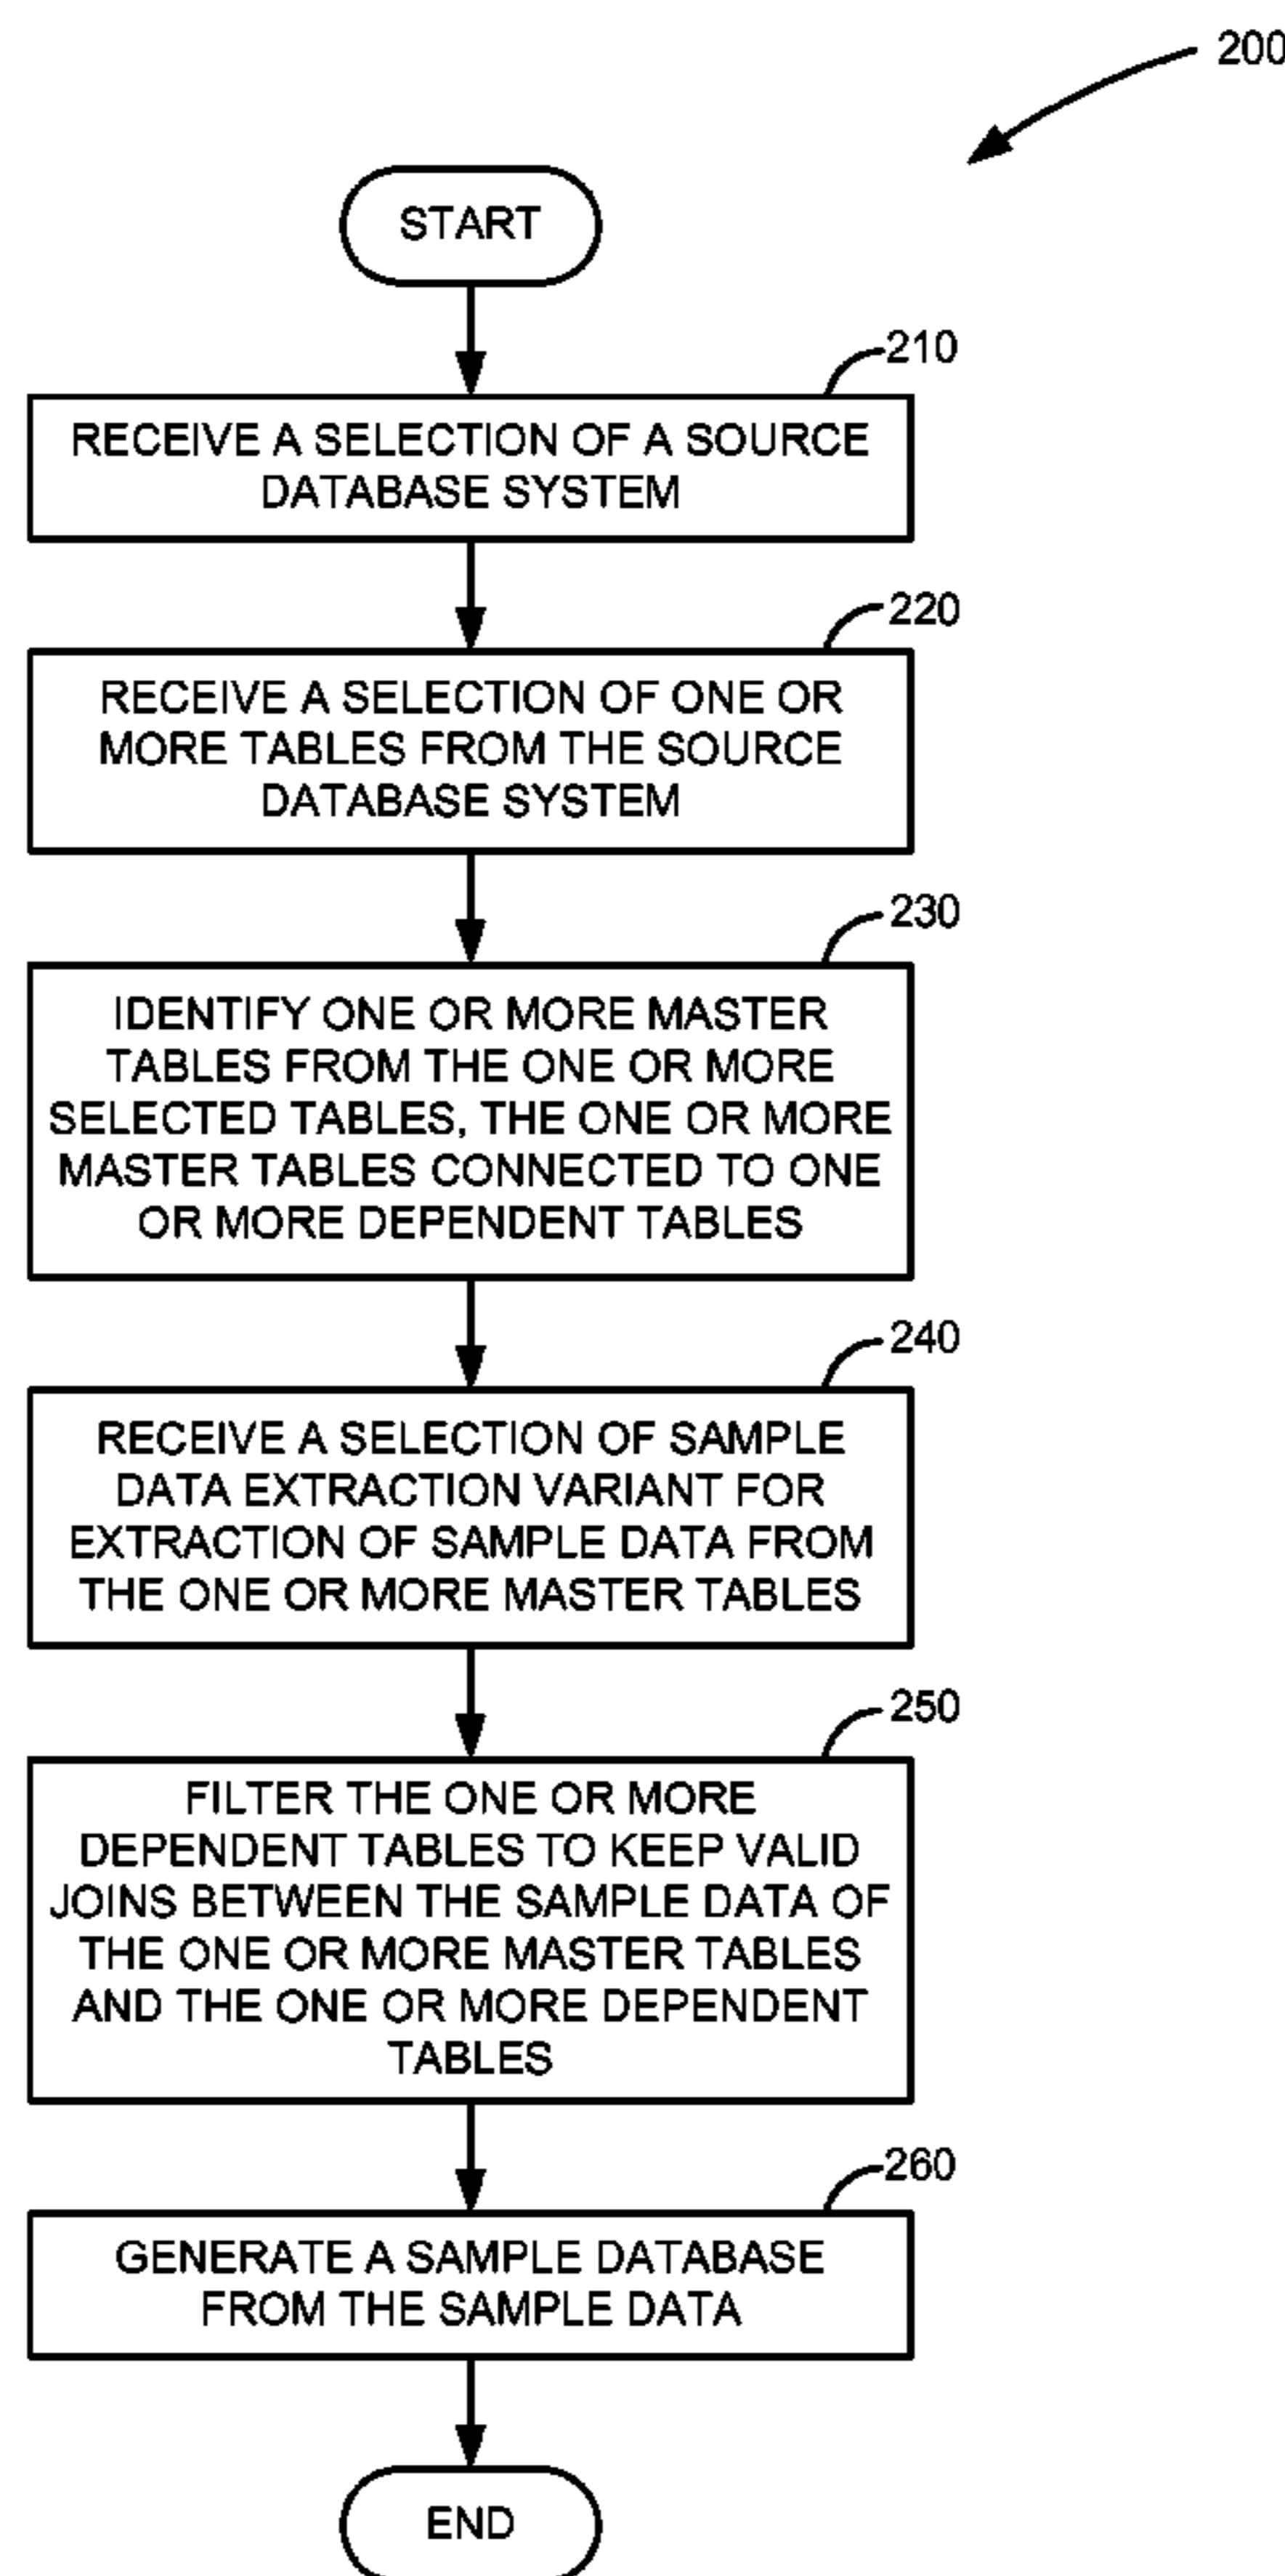 200
START
210
RECEIVE A SELECTION OF A SOURCE
DATABASE SYSTEM
220
RECEIVE A SELECTION OF ONE OR
MORE TABLES FROM THE SOURCE
DATABASE SYSTEM
230
IDENTIFY ONE OR MORE MASTER
TABLES FROM THE ONE OR MORE
SELECTED TABLES, THE ONE OR MORE
MASTER TABLES CONNECTED TO ONE
OR MORE DEPENDENT TABLES
240
RECEIVE A SELECTION OF SAMPLE
DATA EXTRACTION VARIANT FOR
EXTRACTION OF SAMPLE DATA FROM
THE ONE OR MORE MASTER TABLES
250
FILTER THE ONE OR MORE
DEPENDENT TABLES TO KEEP VALID
JOINS BETWEEN THE SAMPLE DATA OF
THE ONE OR MORE MASTER TABLES
AND THE ONE OR MORE DEPENDENT
TABLES
260
GENERATE A SAMPLE DATABASE
FROM THE SAMPLE DATA
END